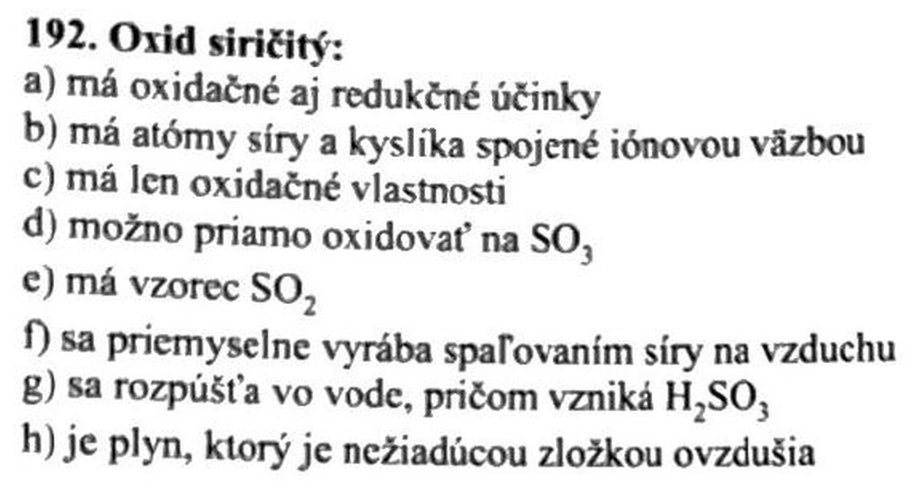 192. Oxid siričitý:
a) má oxidačné aj redukčné účinky
b) má atómy síry a kyslíka spojené iónovou väzbou
c) má len oxidačné vlastnosti
d) možno priamo oxidovať na SO₃
e) má vzorec SO₂
f) sa priemyselne vyrába spaľovaním síry na vzduchu
g) sa rozpúšťa vo vode, pričom vzniká H₂SO₃
h) je plyn, ktorý je nežiadúcou zložkou ovzdušia